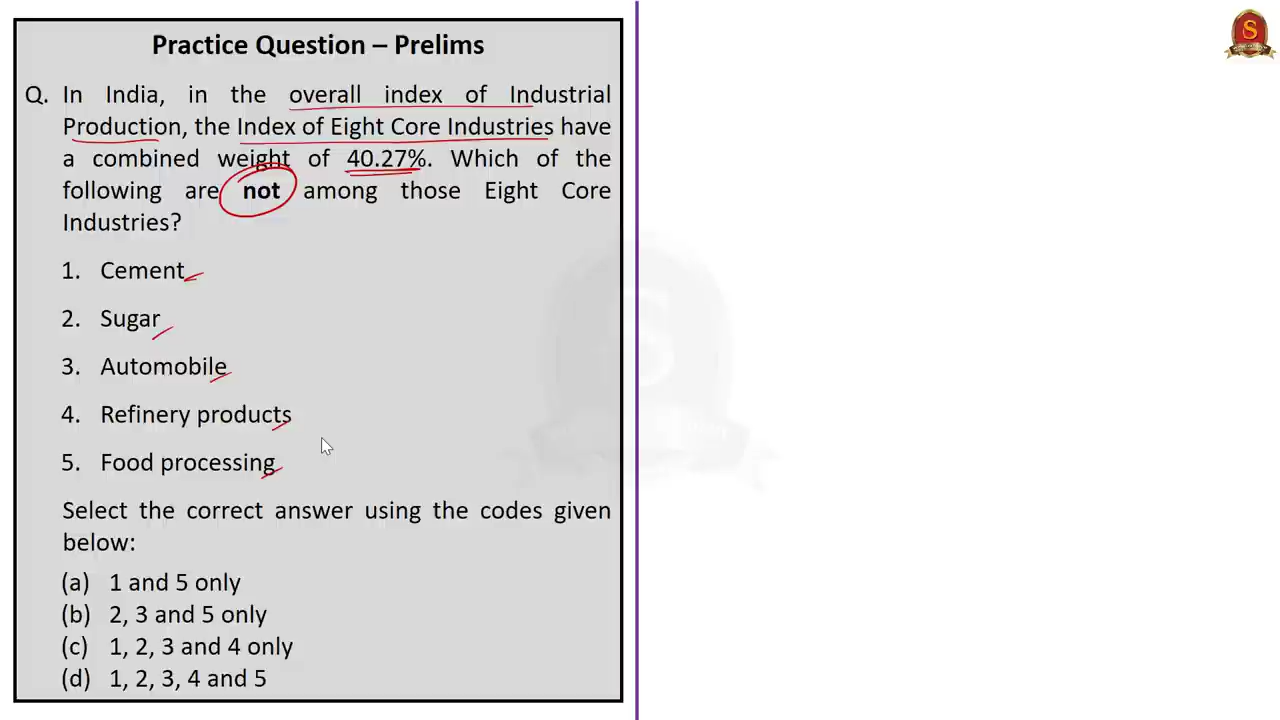 Practice Question – Prelims
Q. In India, in the overall index of Industrial
Production, the Index of Eight Core Industries have
a combined weight of 40.27%. Which of the
following are not among those Eight Core
Industries?
1. Cement
2. Sugar
3. Automobile
4. Refinery products
5. Food processing
Select the correct answer using the codes given
below:
(a) 1 and 5 only
(b) 2, 3 and 5 only
(c) 1, 2, 3 and 4 only
(d) 1, 2, 3, 4 and 5
S